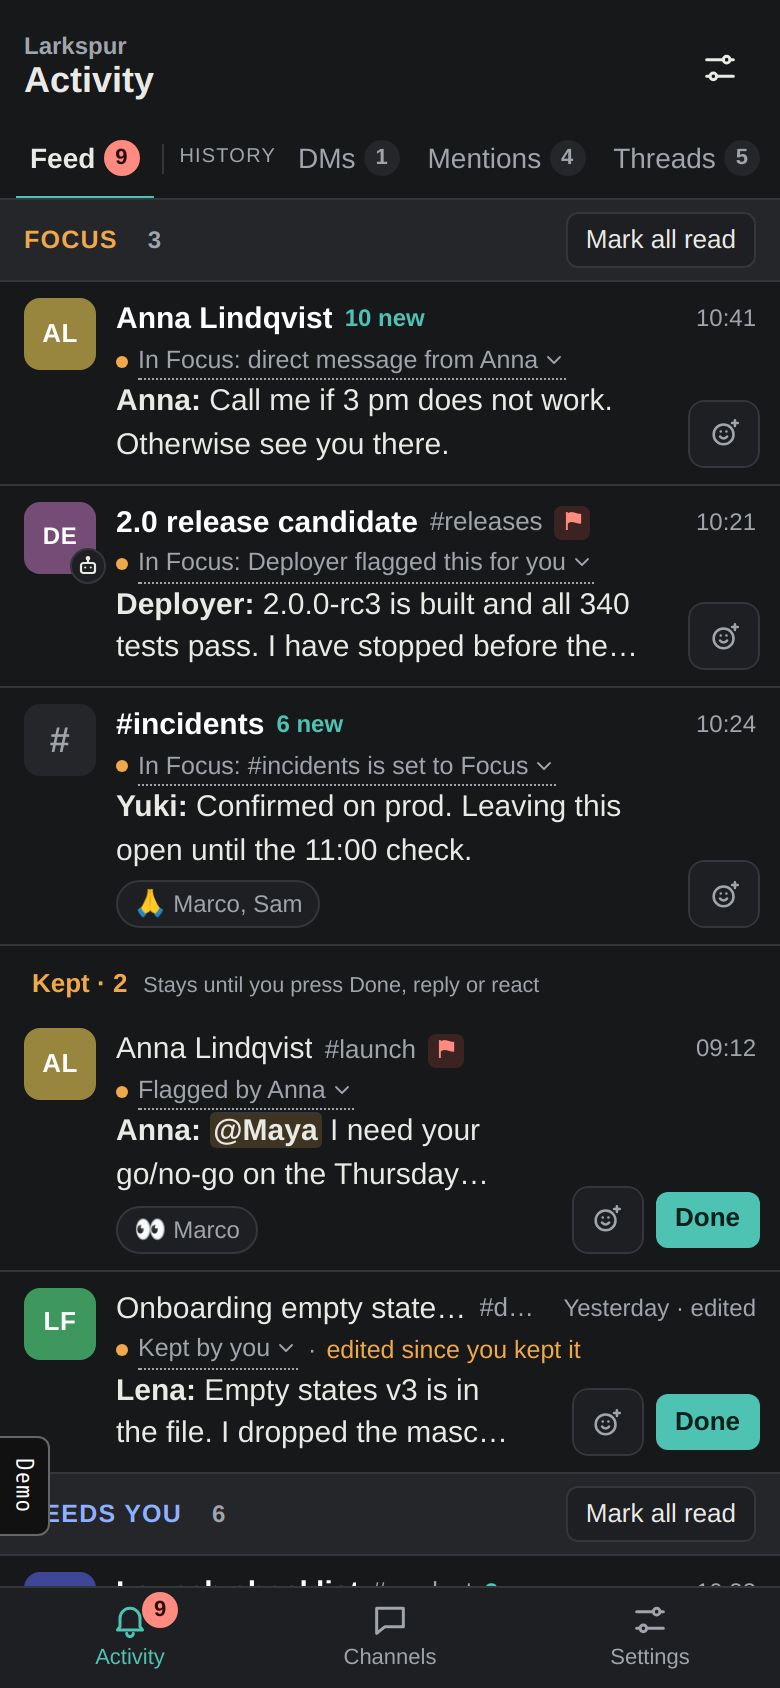 Larkspur
Activity
Feed 9 HISTORY DMs 1 Mentions 4 Threads 5
FOCUS 3 Mark all read
AL Anna Lindqvist 10 new 10:41
In Focus: direct message from Anna
Anna: Call me if 3 pm does not work.
Otherwise see you there.
DE 2.0 release candidate #releases 10:21
In Focus: Deployer flagged this for you
Deployer: 2.0.0-rc3 is built and all 340
tests pass. I have stopped before the…
# #incidents 6 new 10:24
In Focus: #incidents is set to Focus
Yuki: Confirmed on prod. Leaving this
open until the 11:00 check.
🙏 Marco, Sam
Kept · 2 Stays until you press Done, reply or react
AL Anna Lindqvist #launch 09:12
Flagged by Anna
Anna: @Maya I need your
go/no-go on the Thursday…
👀 Marco
Done
LF Onboarding empty state… #d… Yesterday · edited
Kept by you · edited since you kept it
Lena: Empty states v3 is in
the file. I dropped the masc…
Done
Demo
EEDS YOU 6 Mark all read
9
Activity Channels Settings